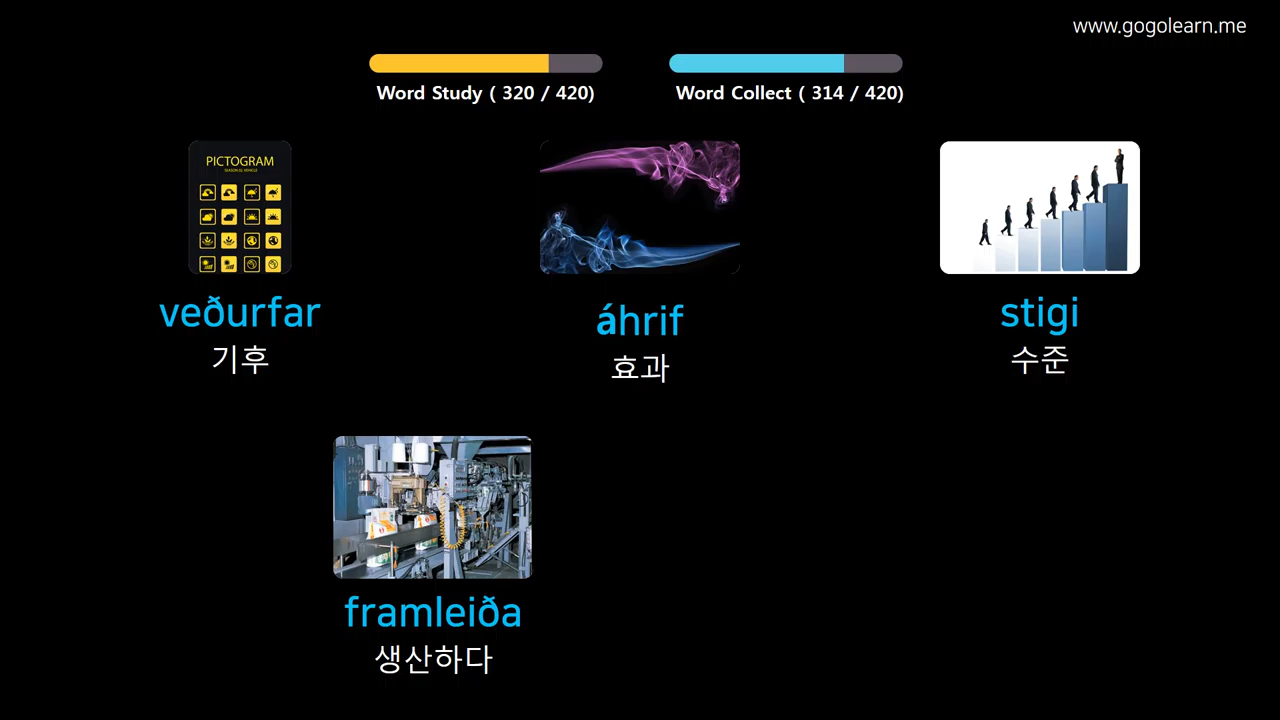 www.gogolearn.me
Word Study ( 320 / 420)
Word Collect ( 314 / 420)
PICTOGRAM
veðurfar
기후
áhrif
효과
stigi
수준
framleiða
생산하다